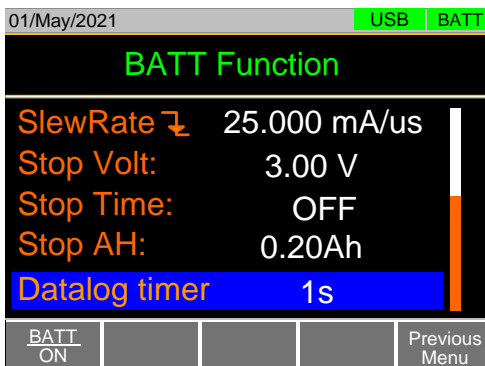 01/May/2021 USB BATT
BATT Function
SlewRate 25.000 mA/us
Stop Volt: 3.00 V
Stop Time: OFF
Stop AH: 0.20Ah
Datalog timer 1s
BATT Previous
ON Menu